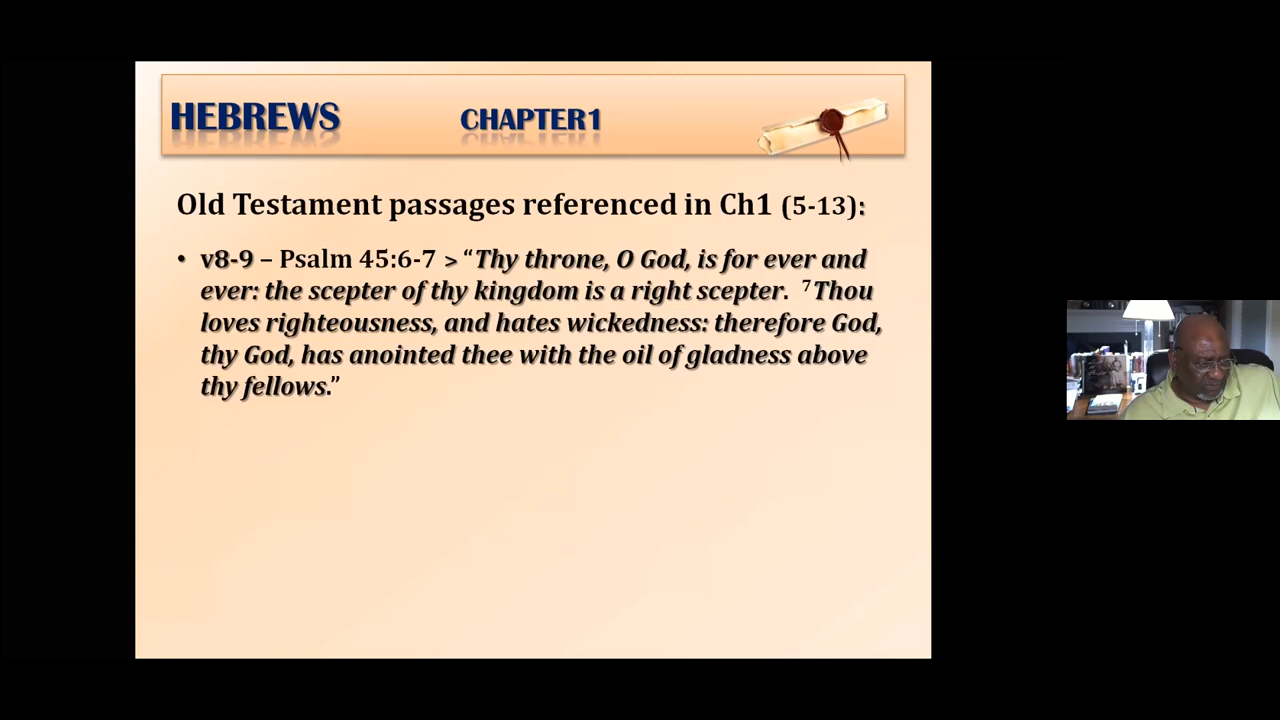 HEBREWS CHAPTER1
Old Testament passages referenced in Ch1 (5-13):
• v8-9 – Psalm 45:6-7 > “Thy throne, O God, is for ever and
ever: the scepter of thy kingdom is a right scepter. ⁷Thou
loves righteousness, and hates wickedness: therefore God,
thy God, has anointed thee with the oil of gladness above
thy fellows.”